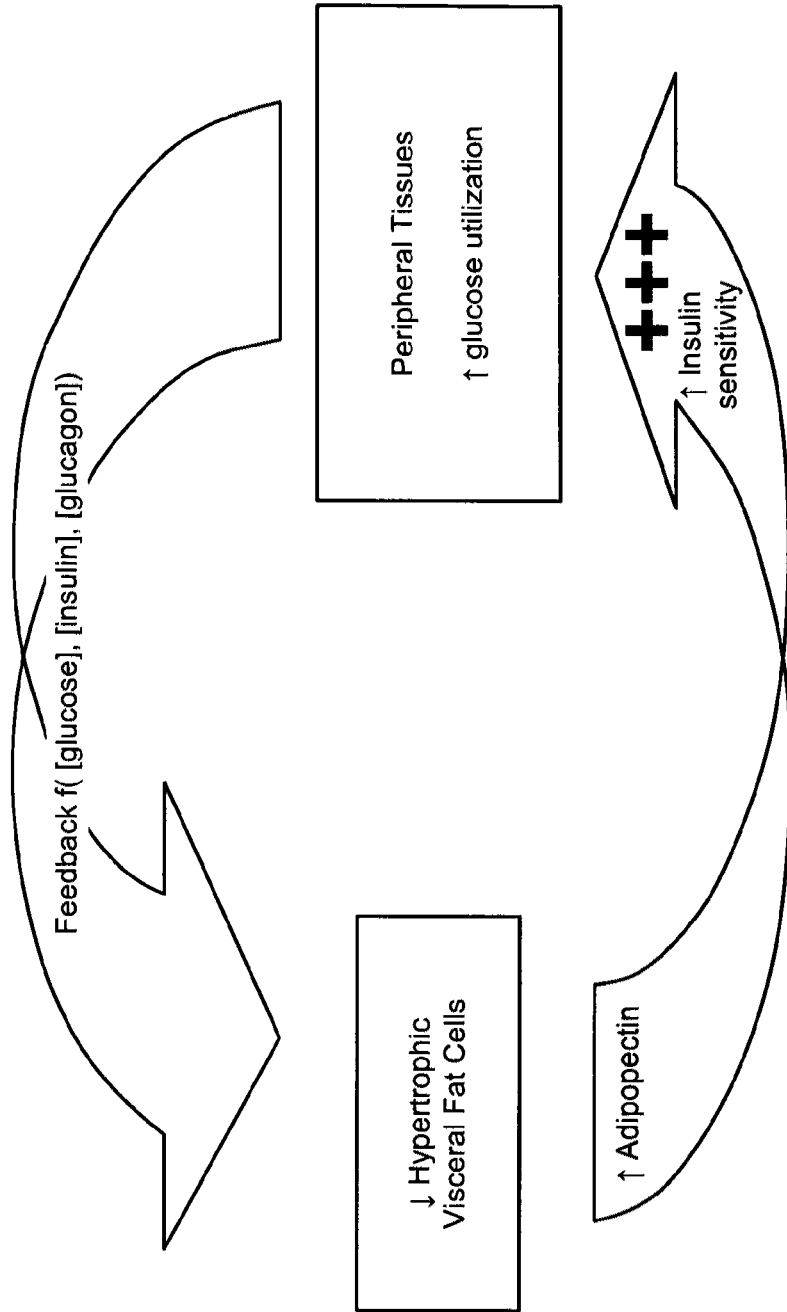 Feedback f( [glucose], [insulin], [glucagon])
↓ Hypertrophic
Visceral Fat Cells
Peripheral Tissues
↑ glucose utilization
↑ Adipopectin
+++
↑ Insulin
sensitivity